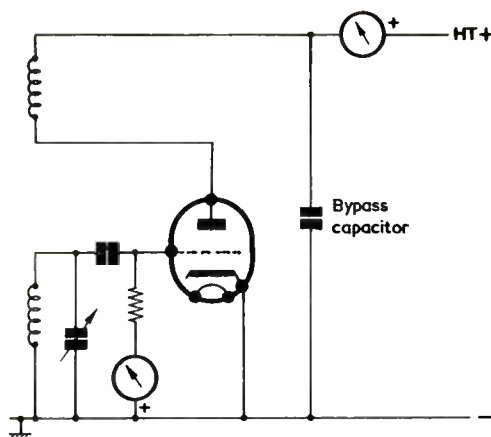 +
HT+
Bypass
capacitor
+
-